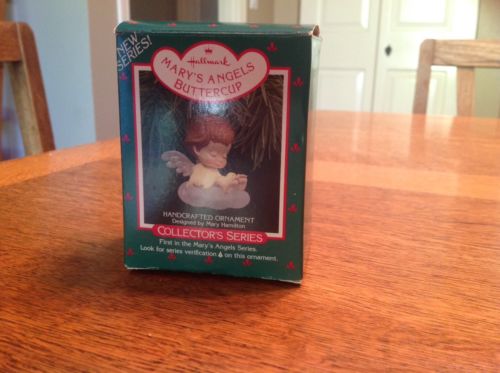 NEW
SERIES!
Hallmark
MARY'S ANGELS
BUTTERCUP
HANDCRAFTED ORNAMENT
Designed by Mary Hamilton
COLLECTOR'S SERIES
First in the Mary's Angels Series.
Look for series verification on this ornament.